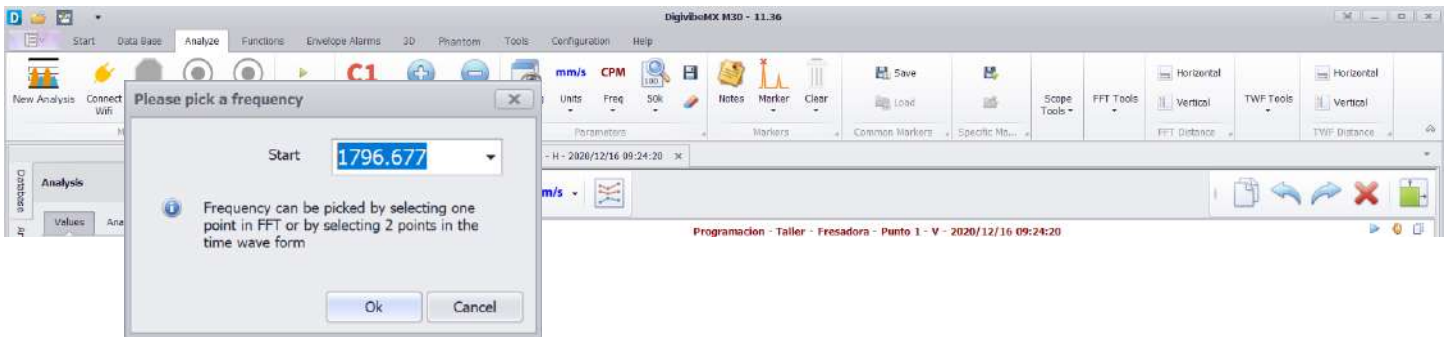 DigivibeMX M30 - 11.36
Start Data Base Analyze Functions Envelope Alarms 3D Phantom Tools Configuration Help
New Analysis
Connect Wifi
C1
mm/s
Units
CPM
Freq
100
50k
Notes
Marker
Clear
Save
Load
Scope Tools
FFT Tools
Horizontal
Vertical
TWF Tools
Horizontal
Vertical
Parameters
Markers
Common Markers
Specific Ma...
FFT Distance
TWF Distance
- H - 2020/12/16 09:24:20
Database
Analysis
Values
m/s
Programacion - Taller - Fresadora - Punto 1 - V - 2020/12/16 09:24:20
Please pick a frequency
Start 1796.677
Frequency can be picked by selecting one
point in FFT or by selecting 2 points in the
time wave form
Ok Cancel